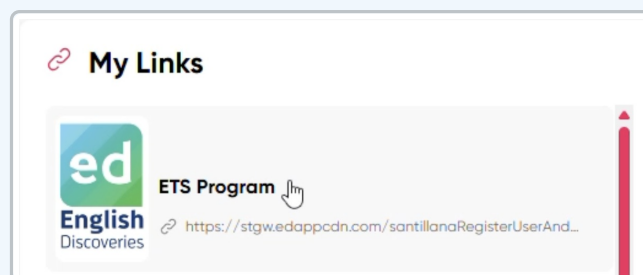 My Links
ed
English
Discoveries
ETS Program
https://stgw.edappcdn.com/santillanaRegisterUserAnd...